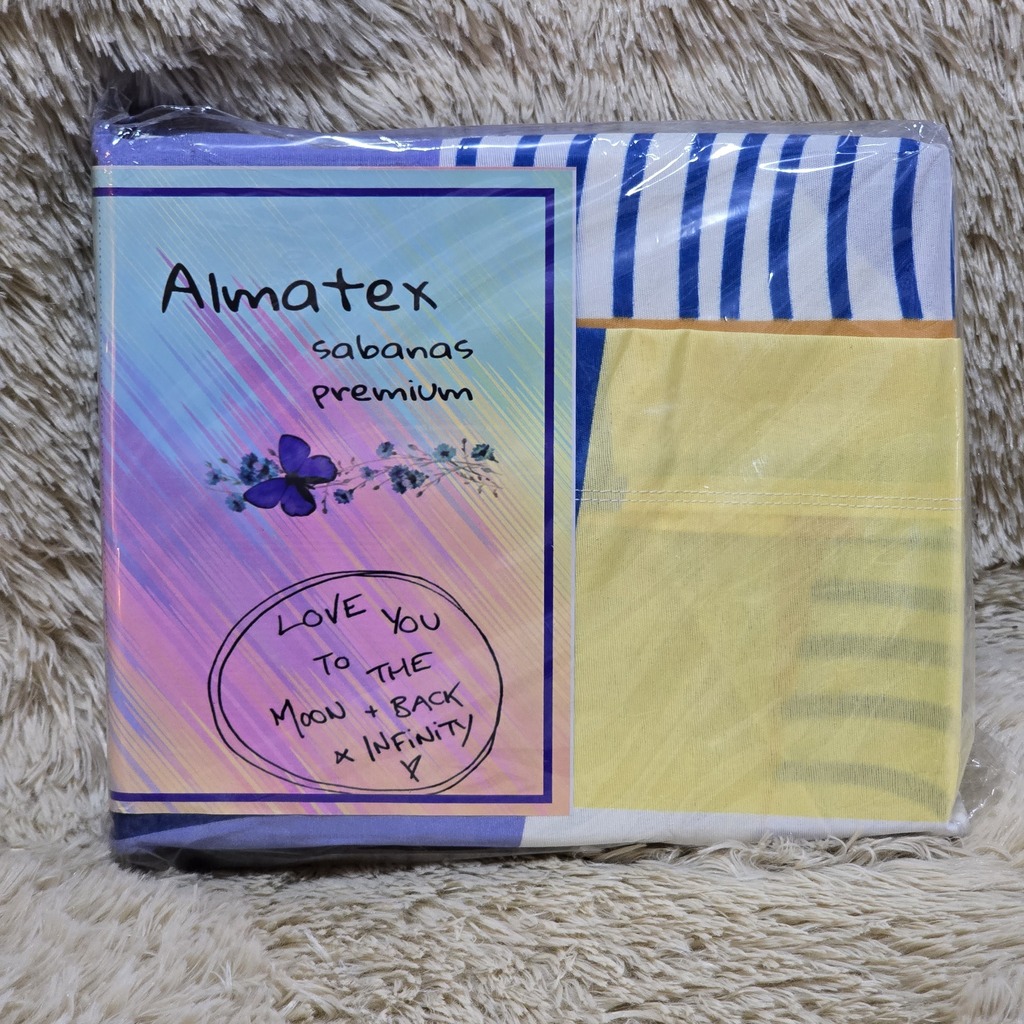 Almatex
sabanas
premium
LOVE YOU
TO THE
MOON + BACK
x INFINITY